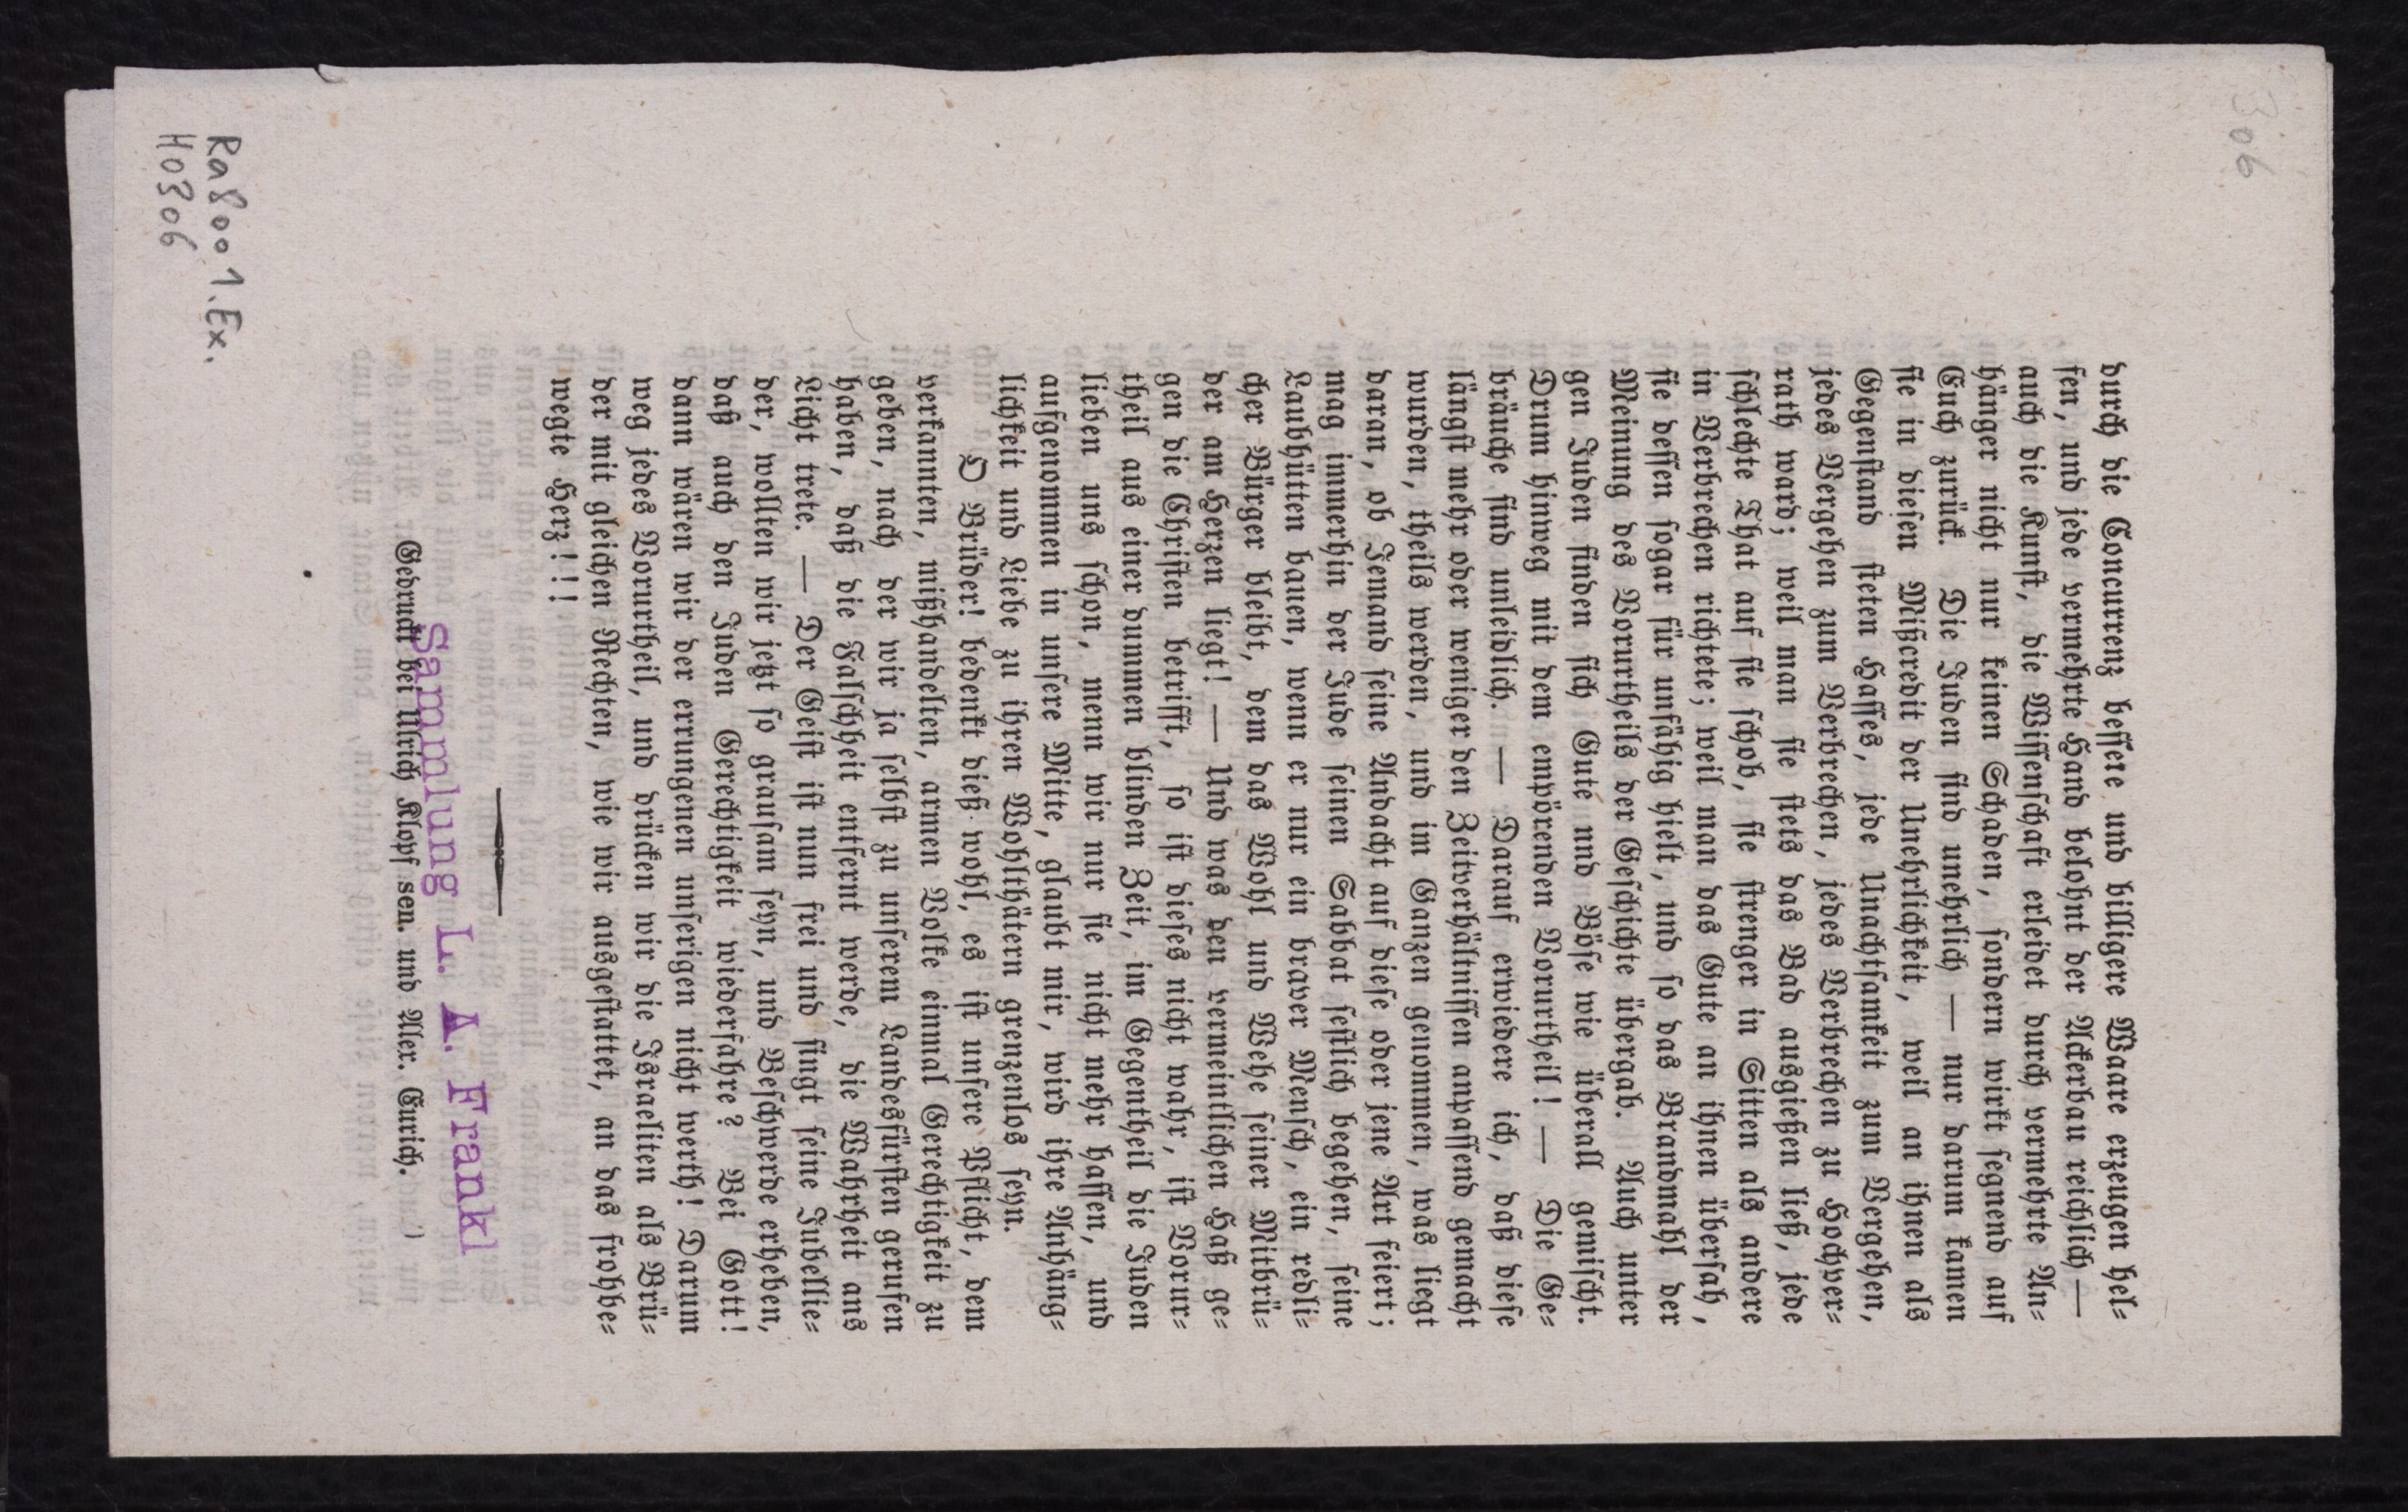 306
durch die Concurrenz bessere und billigere Waare erzeugen hel=
fen, und jede vermehrte Hand belohnt der Ackerbau reichlich —
auch die Kunst, die Wissenschaft erleidet durch vermehrte An=
hänger nicht nur keinen Schaden, sondern wirkt segnend auf
Euch zurück. Die Juden sind unehrlich — nur darum kamen
sie in diesen Mißcredit der Unehrlichkeit, weil an ihnen als
Gegenstand steten Hasses, jede Unachtsamkeit zum Vergehen,
jedes Vergehen zum Verbrechen, jedes Verbrechen zu Hochver=
rath ward; weil man sie stets das Bad ausgießen ließ, jede
schlechte That auf sie schob, sie strenger in Sitten als andere
in Verbrechen richtete; weil man das Gute an ihnen übersah,
sie dessen sogar für unfähig hielt, und so das Brandmahl der
Meinung des Vorurtheils der Geschichte übergab. Auch unter
gen Juden finden sich Gute und Böse wie überall gemischt.
Drum hinweg mit dem empörenden Vorurtheil! — Die Ge=
bräuche sind unleidlich. — Darauf erwiedere ich, daß diese
längst mehr oder weniger den Zeitverhältnissen anpassend gemacht
wurden, theils werden, und im Ganzen genommen, was liegt
daran, ob Jemand seine Andacht auf diese oder jene Art feiert;
mag immerhin der Jude seinen Sabbat festlich begehen, seine
Laubhütten bauen, wenn er nur ein braver Mensch, ein redli=
cher Bürger bleibt, dem das Wohl und Wehe seiner Mitbrü=
der am Herzen liegt! — Und was den vermeintlichen Haß ge=
gen die Christen betrifft, so ist dieses nicht wahr, ist Vorur=
theil aus einer dummen blinden Zeit, im Gegentheil die Juden
lieben uns schon, wenn wir nur sie nicht mehr hassen, und
aufgenommen in unsere Mitte, glaubt mir, wird ihre Anhäng=
lichkeit und Liebe zu ihren Wohlthätern grenzenlos seyn.
O Brüder! bedenkt dieß wohl, es ist unsere Pflicht, dem
verkannten, mißhandelten, armen Volke einmal Gerechtigkeit zu
geben, nach der wir ja selbst zu unserem Landesfürsten gerufen
haben, daß die Falschheit entfernt werde, die Wahrheit ans
Licht trete. — Der Geist ist nun frei und singt seine Jubellie=
der, wollten wir jetzt so grausam seyn, und Beschwerde erheben,
daß auch den Juden Gerechtigkeit wiederfahre? Bei Gott!
dann wären wir der errungenen unserigen nicht werth! Darum
weg jedes Vorurtheil, und drücken wir die Israeliten als Brü=
der mit gleichen Rechten, wie wir ausgestattet, an das frohbe=
wegte Herz!!!
Sammlung L. A. Frankl
Gedruckt bei Ulrich Klopf sen. und Alex. Eurich.
Ra 800 1. Ex.
H0306